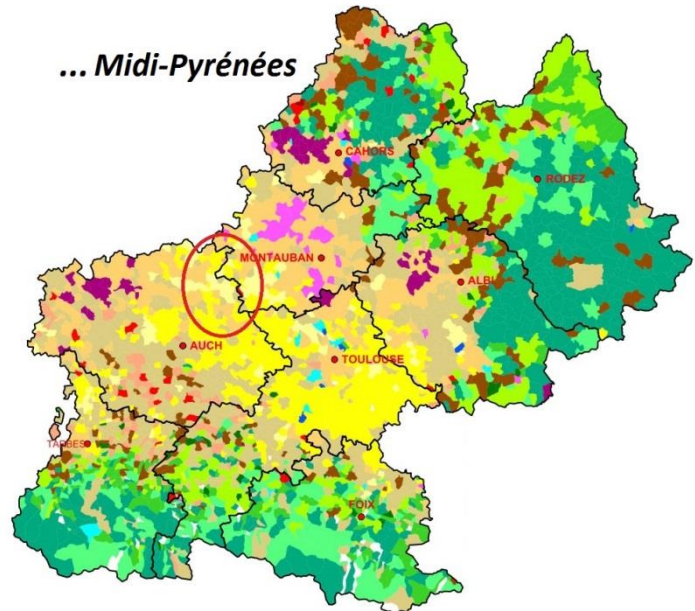 ... Midi-Pyrénées
CAHORS
RODEZ
MONTAUBAN
ALBI
AUCH
TOULOUSE
TARBES
FOIX